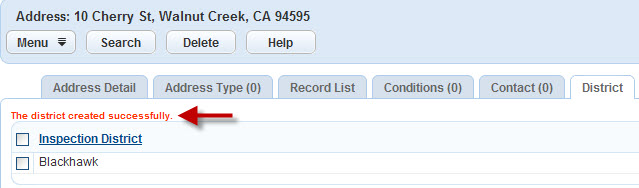 Address: 10 Cherry St, Walnut Creek, CA 94595
Menu Search Delete Help
Address Detail Address Type (0) Record List Conditions (0) Contact (0) District
The district created successfully.
Inspection District
Blackhawk